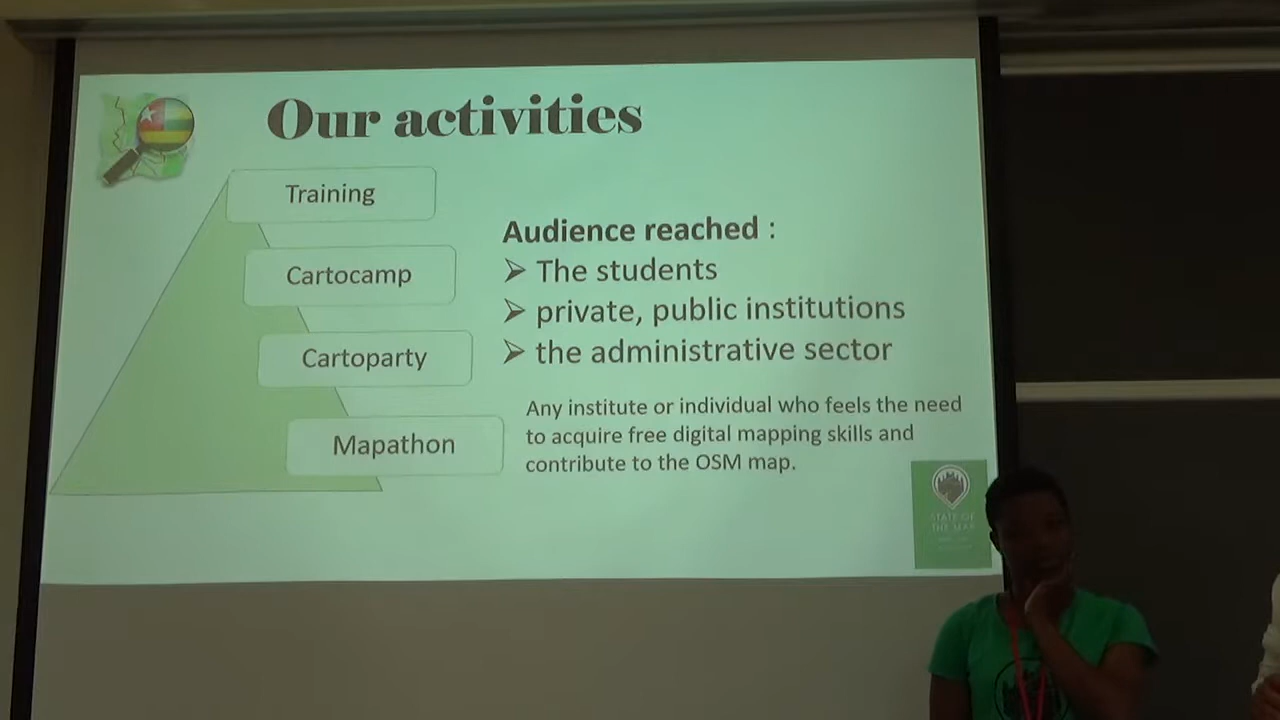 Our activities
Training
Cartocamp
Cartoparty
Mapathon
Audience reached :
➢ The students
➢ private, public institutions
➢ the administrative sector
Any institute or individual who feels the need
to acquire free digital mapping skills and
contribute to the OSM map.
STATE OF
THE MAP